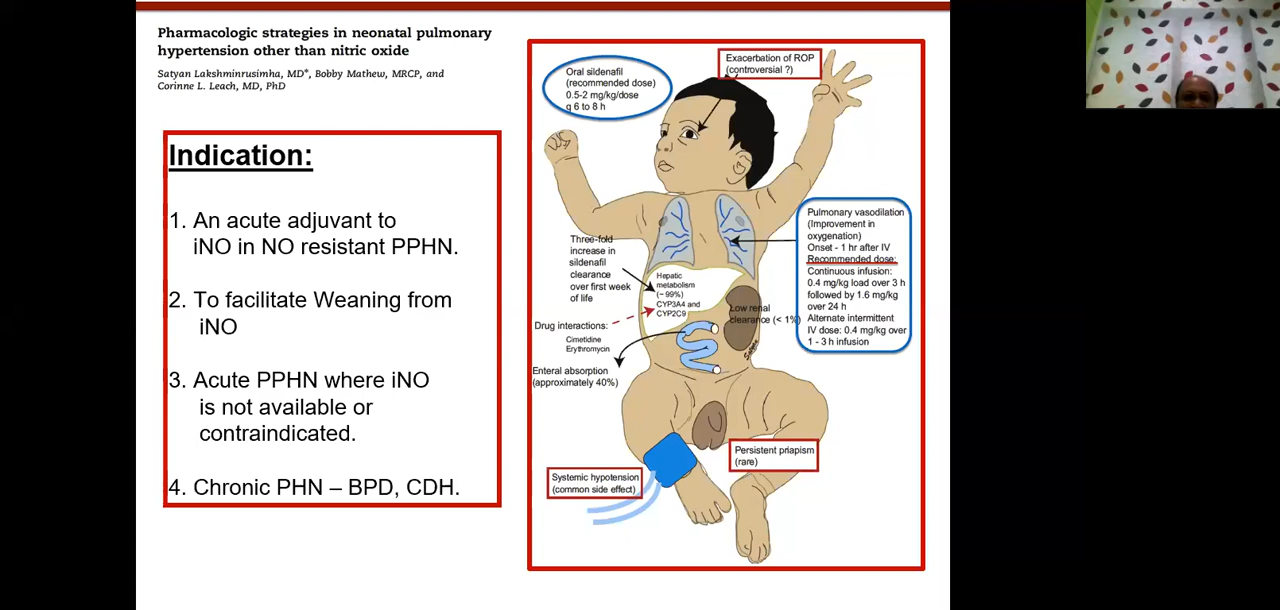 Pharmacologic strategies in neonatal pulmonary
hypertension other than nitric oxide
Satyan Lakshminrusimha, MD*, Bobby Mathew, MRCP, and
Corinne L. Leach, MD, PhD
Indication:
1. An acute adjuvant to
iNO in NO resistant PPHN.
2. To facilitate Weaning from
iNO
3. Acute PPHN where iNO
is not available or
contraindicated.
4. Chronic PHN – BPD, CDH.
Oral sildenafil
(recommended dose)
0.5-2 mg/kg/dose
q 6 to 8 h
Exacerbation of ROP
(controversial ?)
Pulmonary vasodilation
(Improvement in
oxygenation)
Onset - 1 hr after IV
Recommended dose:
Continuous infusion:
0.4 mg/kg load over 3 h
followed by 1.6 mg/kg
over 24 h
Alternate intermittent
IV dose: 0.4 mg/kg over
1 - 3 h infusion
Three-fold
increase in
sildenafil
clearance
over first week
of life
Hepatic
metabolism
(~ 99%)
CYP3A4 and
CYP2C9
Low renal
clearance (< 1%)
Drug interactions:
Cimetidine
Erythromycin
Enteral absorption
(approximately 40%)
Persistent priapism
(rare)
Systemic hypotension
(common side effect)